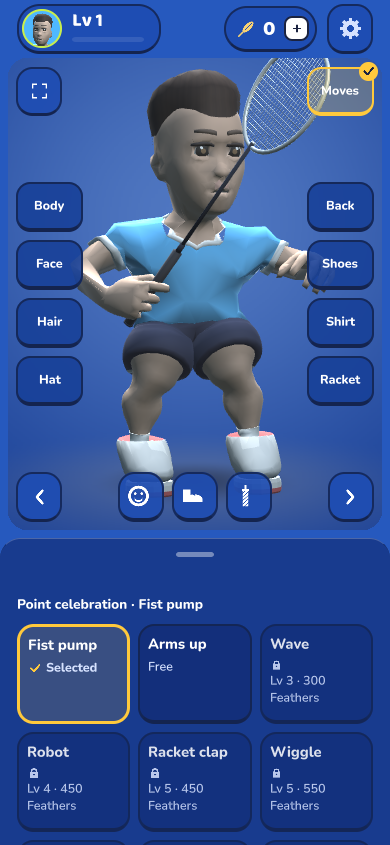 Lv 1
0
Moves
Body
Back
Face
Shoes
Hair
Shirt
Hat
Racket
Point celebration · Fist pump
Fist pump
Selected
Arms up
Free
Wave
Lv 3 · 300
Feathers
Robot
Lv 4 · 450
Feathers
Racket clap
Lv 5 · 450
Feathers
Wiggle
Lv 5 · 550
Feathers